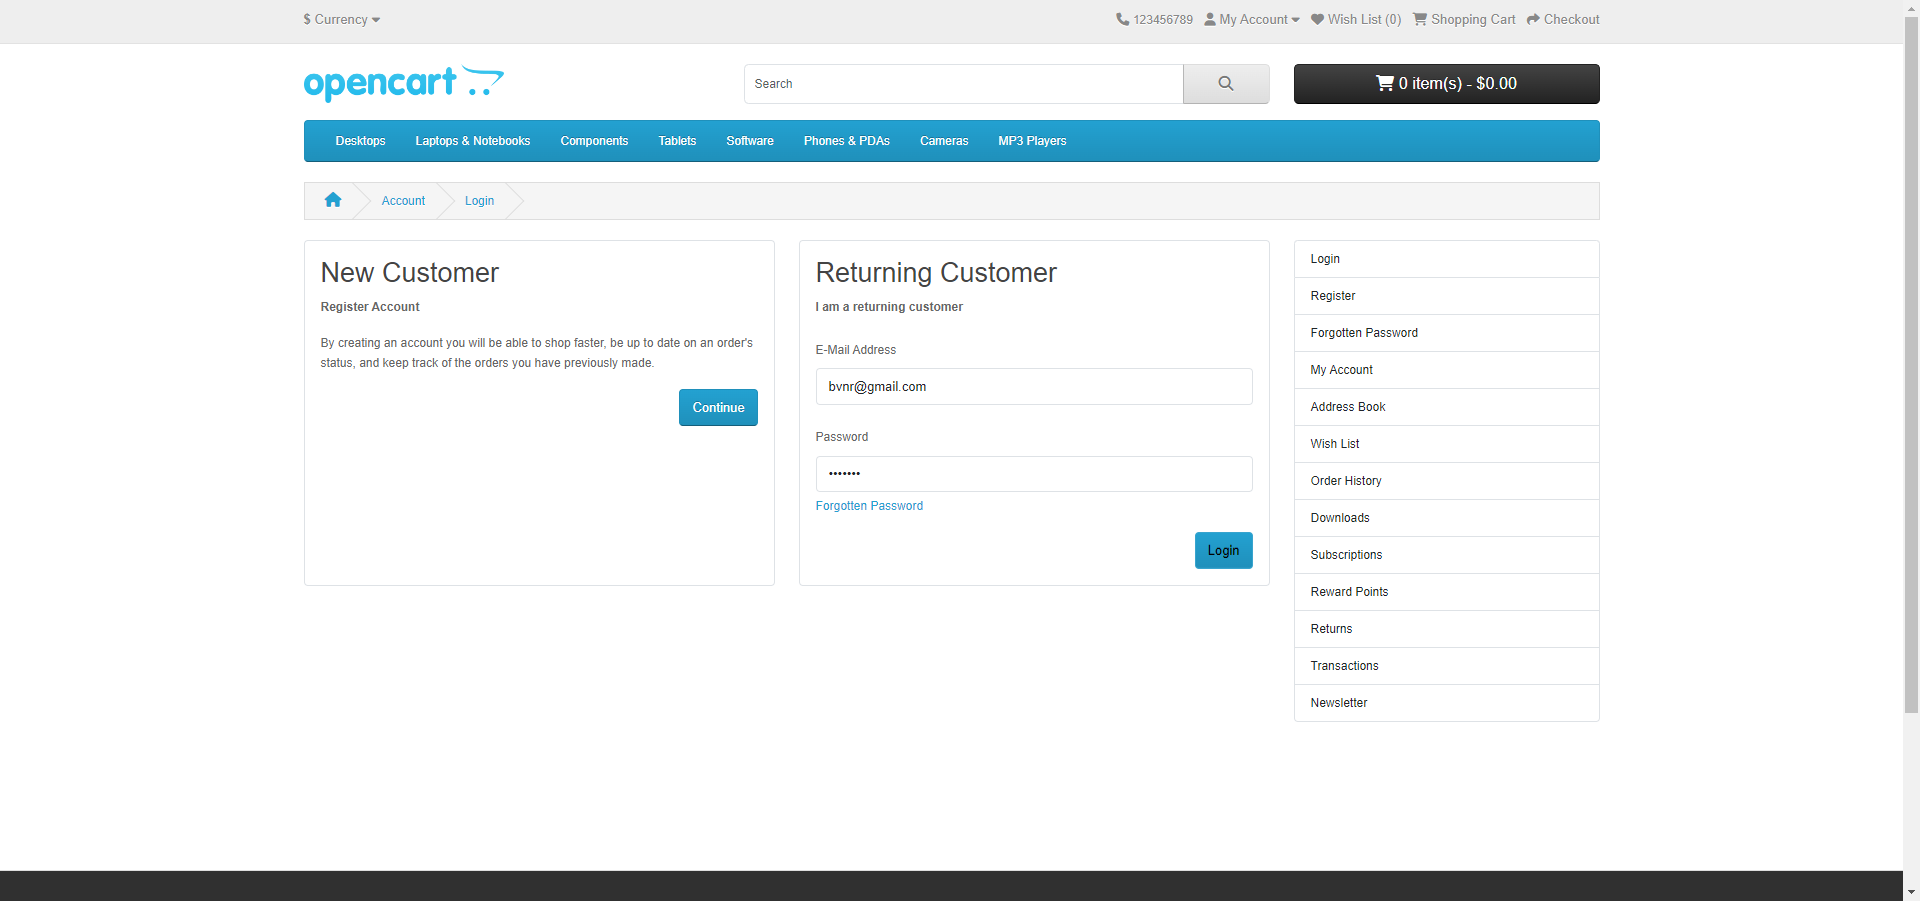 $ Currency
123456789 My Account Wish List (0) Shopping Cart Checkout
opencart
Search
0 item(s) - $0.00
Desktops Laptops & Notebooks Components Tablets Software Phones & PDAs Cameras MP3 Players
Account Login
New Customer
Register Account
By creating an account you will be able to shop faster, be up to date on an order's
status, and keep track of the orders you have previously made.
Continue
Returning Customer
I am a returning customer
E-Mail Address
bvnr@gmail.com
Password
•••••••
Forgotten Password
Login
Login
Register
Forgotten Password
My Account
Address Book
Wish List
Order History
Downloads
Subscriptions
Reward Points
Returns
Transactions
Newsletter